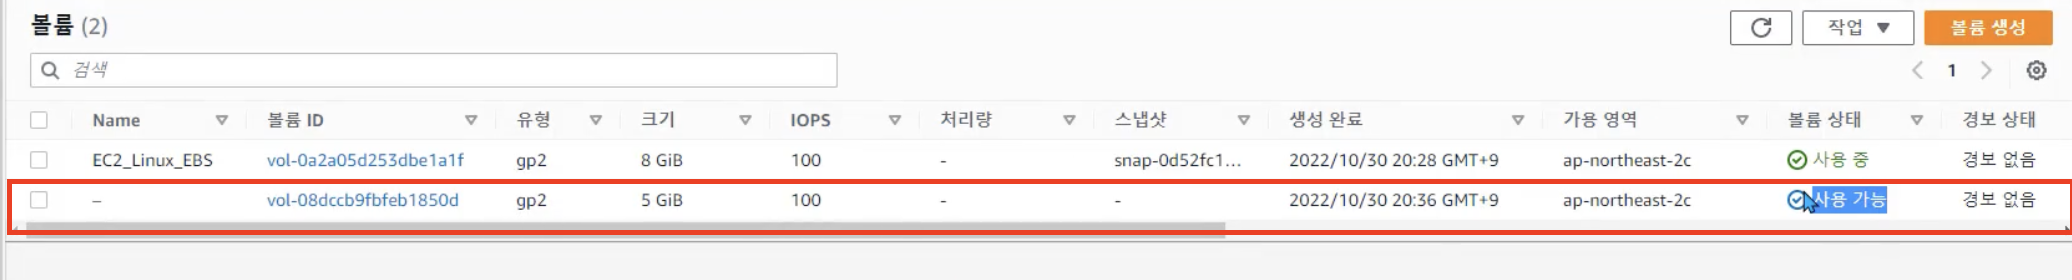 볼륨 (2)
작업 볼륨 생성
검색
1
Name 볼륨 ID 유형 크기 IOPS 처리량 스냅샷 생성 완료 가용 영역 볼륨 상태 경보 상태
EC2_Linux_EBS vol-0a2a05d253dbe1a1f gp2 8 GiB 100 - snap-0d52fc1... 2022/10/30 20:28 GMT+9 ap-northeast-2c 사용 중 경보 없음
– vol-08dccb9fbfeb1850d gp2 5 GiB 100 - - 2022/10/30 20:36 GMT+9 ap-northeast-2c 사용 가능 경보 없음